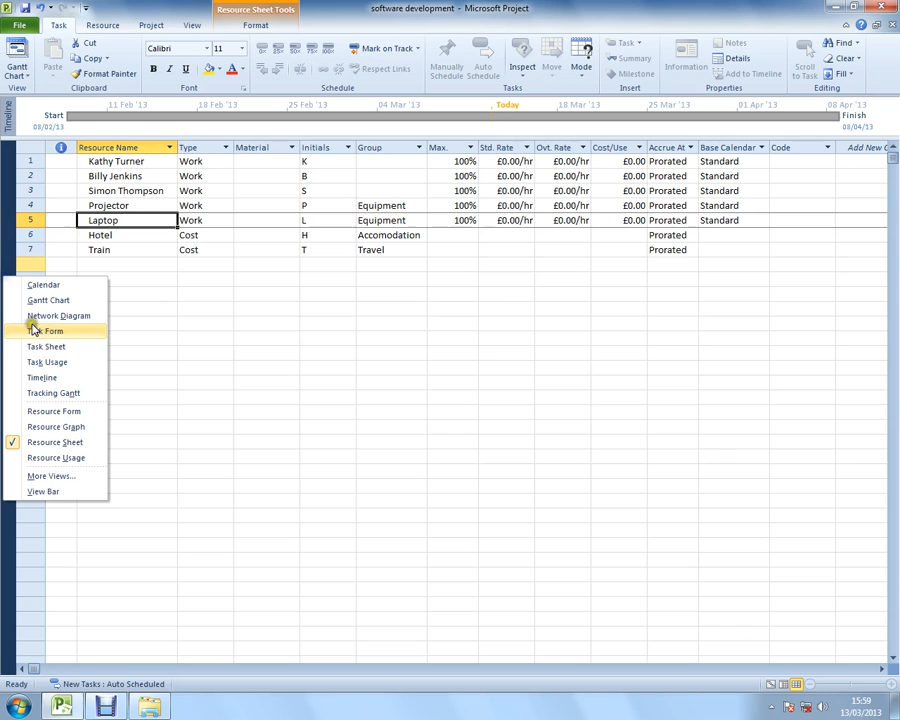 Resource Sheet Tools
software development - Microsoft Project
File Task Resource Project View Format
Gantt Chart
View
Paste
Cut
Copy
Format Painter
Clipboard
Calibri 11
B I U A
Font
0% 25% 50% 75% 100%
Mark on Track
Respect Links
Schedule
Manually Schedule
Auto Schedule
Inspect
Move
Mode
Tasks
Task
Summary
Milestone
Insert
Information
Notes
Details
Add to Timeline
Properties
Scroll to Task
Find
Clear
Fill
Editing
Timeline
Start
08/02/13
11 Feb '13 18 Feb '13 25 Feb '13 04 Mar '13 Today 18 Mar '13 25 Mar '13 01 Apr '13 08 Apr '13
Finish
08/04/13
Resource Name Type Material Initials Group Max. Std. Rate Ovt. Rate Cost/Use Accrue At Base Calendar Code Add New C
1 Kathy Turner Work K 100% £0.00/hr £0.00/hr £0.00 Prorated Standard
2 Billy Jenkins Work B 100% £0.00/hr £0.00/hr £0.00 Prorated Standard
3 Simon Thompson Work S 100% £0.00/hr £0.00/hr £0.00 Prorated Standard
4 Projector Work P Equipment 100% £0.00/hr £0.00/hr £0.00 Prorated Standard
5 Laptop Work L Equipment 100% £0.00/hr £0.00/hr £0.00 Prorated Standard
6 Hotel Cost H Accomodation Prorated
7 Train Cost T Travel Prorated
Calendar
Gantt Chart
Network Diagram
Form
Task Sheet
Task Usage
Timeline
Tracking Gantt
Resource Form
Resource Graph
Resource Sheet
Resource Usage
More Views...
View Bar
Ready New Tasks : Auto Scheduled
15:59
13/03/2013